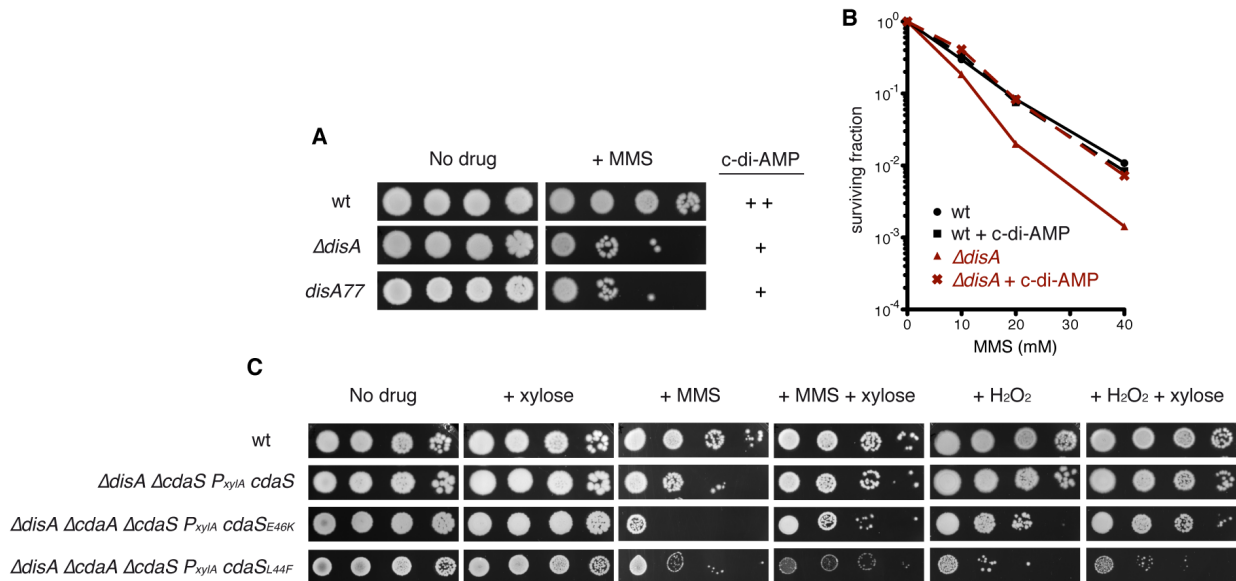 A
No drug
+ MMS
c-di-AMP
wt
+ +
ΔdisA
+
disA77
+
B
surviving fraction
10⁰
10⁻¹
10⁻²
10⁻³
10⁻⁴
wt
wt + c-di-AMP
ΔdisA
ΔdisA + c-di-AMP
0 10 20 30 40
MMS (mM)
C
No drug
+ xylose
+ MMS
+ MMS + xylose
+ H₂O₂
+ H₂O₂ + xylose
wt
ΔdisA ΔcdaS PxylA cdaS
ΔdisA ΔcdaA ΔcdaS PxylA cdaSE46K
ΔdisA ΔcdaA ΔcdaS PxylA cdaSL44F